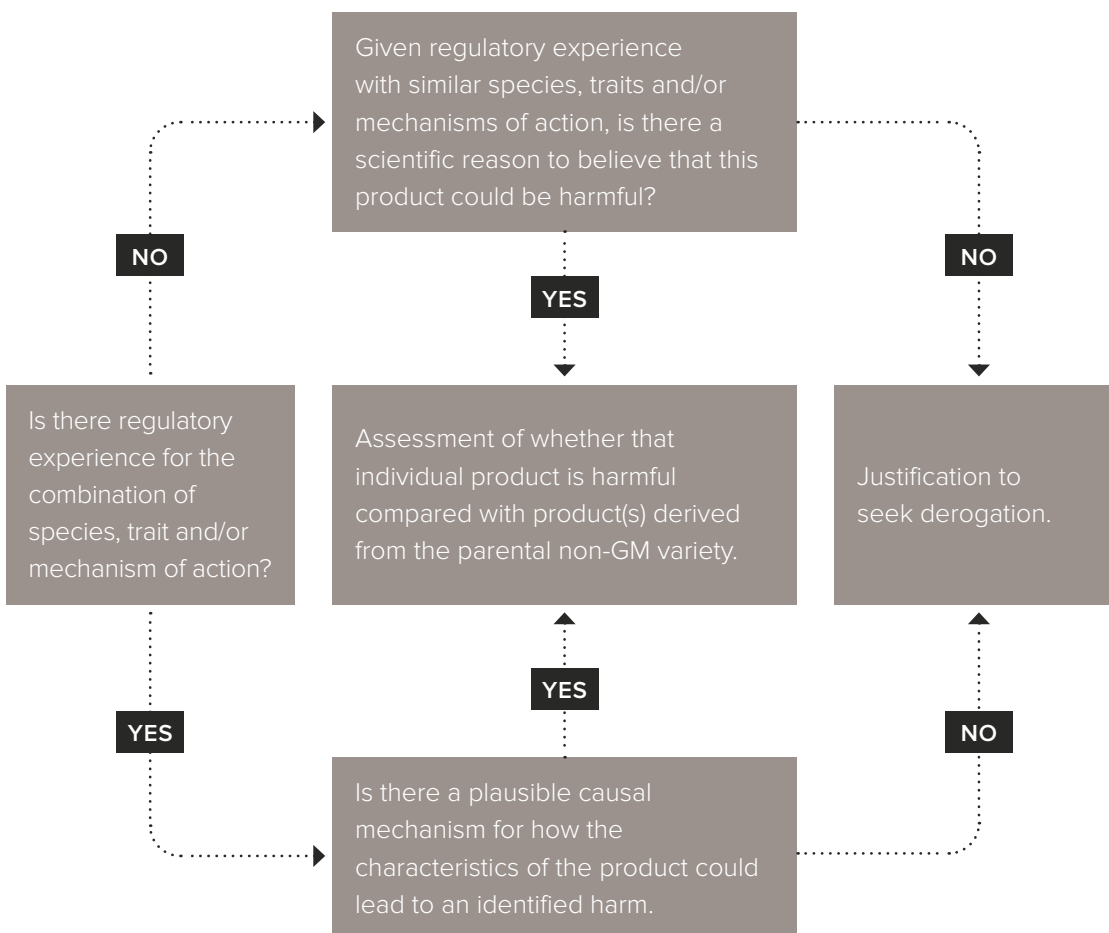 Given regulatory experience
with similar species, traits and/or
mechanisms of action, is there a
scientific reason to believe that this
product could be harmful?
NO
YES
NO
Is there regulatory
experience for the
combination of
species, trait and/or
mechanism of action?
Assessment of whether that
individual product is harmful
compared with product(s) derived
from the parental non-GM variety.
Justification to
seek derogation.
YES
YES
NO
Is there a plausible causal
mechanism for how the
characteristics of the product could
lead to an identified harm.